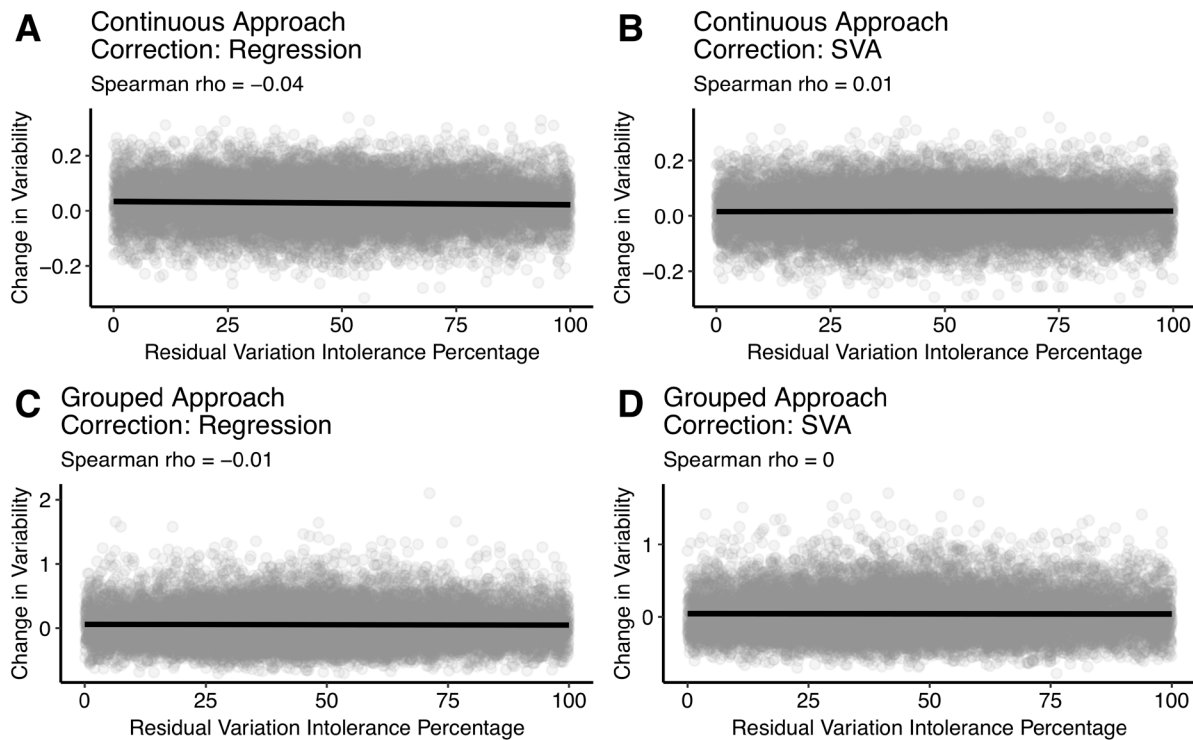 A
Continuous Approach
Correction: Regression
Spearman rho = −0.04
Change in Variability
0.2
0.0
−0.2
0 25 50 75 100
Residual Variation Intolerance Percentage
B
Continuous Approach
Correction: SVA
Spearman rho = 0.01
Change in Variability
0.2
0.0
−0.2
0 25 50 75 100
Residual Variation Intolerance Percentage
C
Grouped Approach
Correction: Regression
Spearman rho = −0.01
Change in Variability
2
1
0
0 25 50 75 100
Residual Variation Intolerance Percentage
D
Grouped Approach
Correction: SVA
Spearman rho = 0
Change in Variability
1
0
0 25 50 75 100
Residual Variation Intolerance Percentage